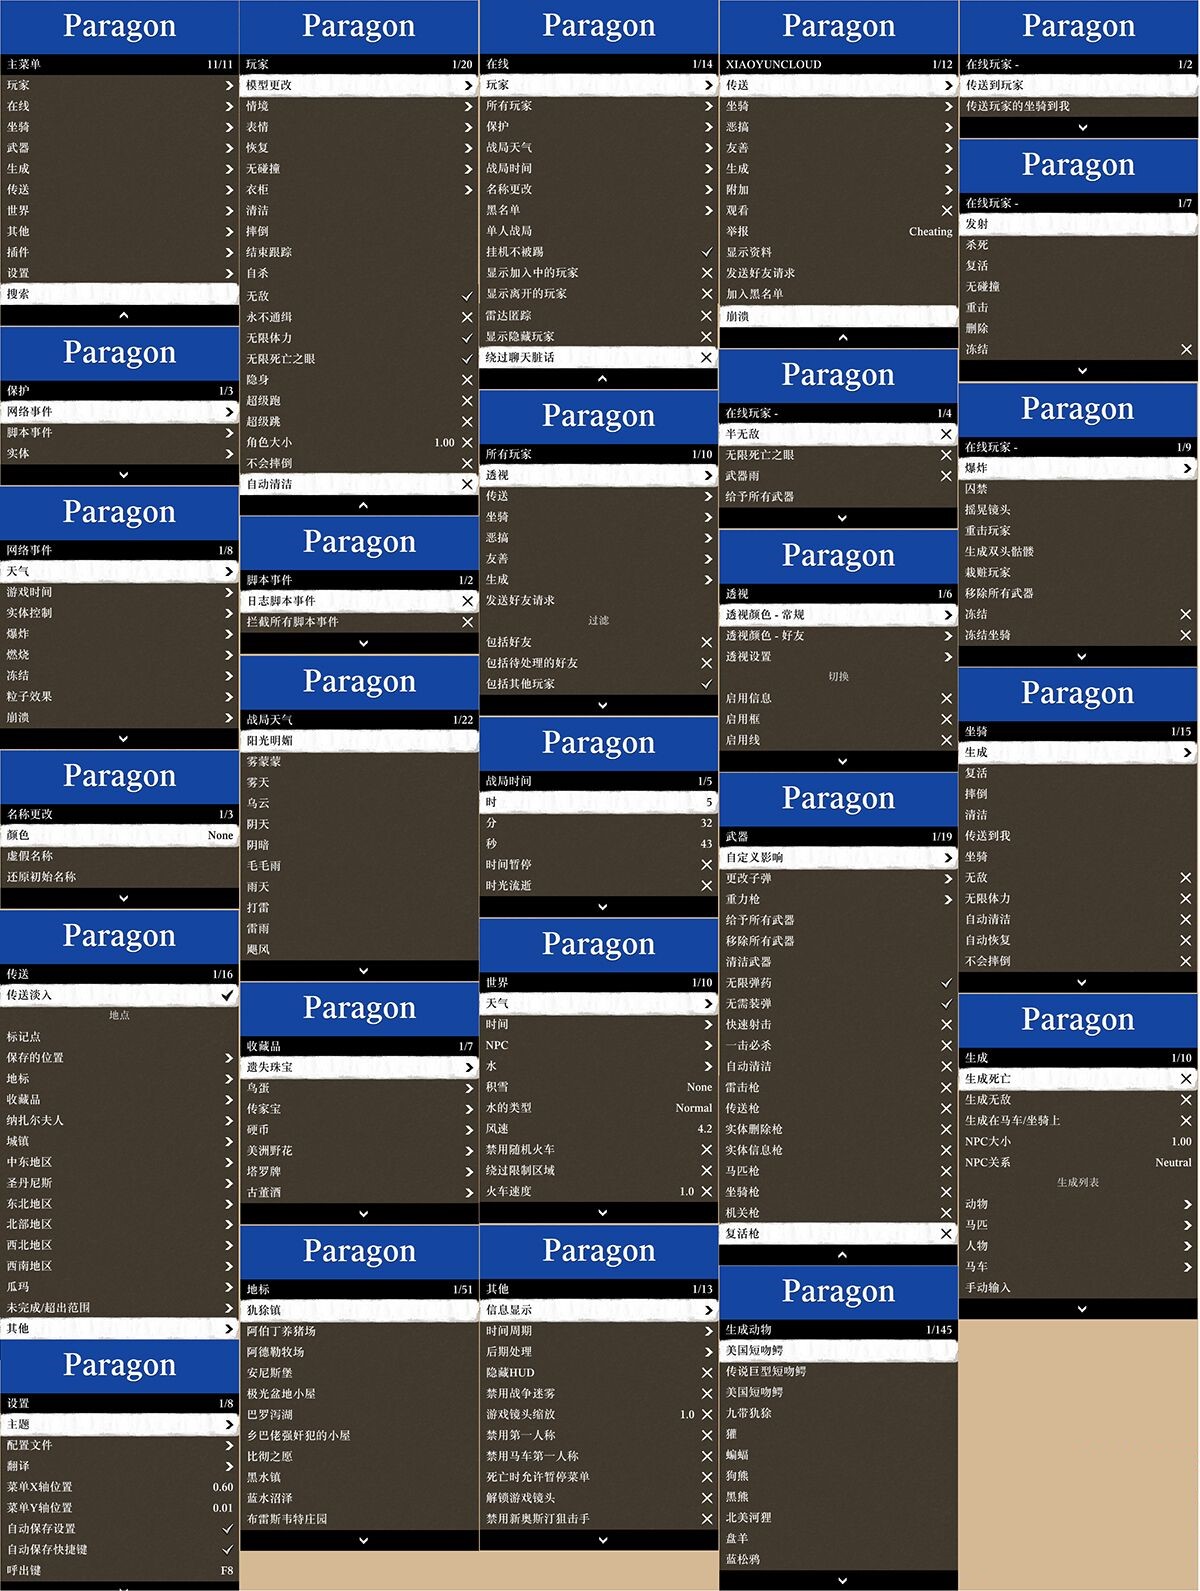 Paragon
主菜单 11/11
玩家
在线
坐骑
武器
生成
传送
世界
其他
插件
设置
搜索
Paragon
保护 1/3
网络事件
脚本事件
实体
Paragon
网络事件 1/8
天气
游戏时间
实体控制
爆炸
燃烧
冻结
粒子效果
崩溃
Paragon
名称更改 1/3
颜色 None
虚假名称
还原初始名称
Paragon
传送 1/16
传送淡入
地点
标记点
保存的位置
地标
收藏品
纳扎尔夫人
城镇
中东地区
圣丹尼斯
东北地区
北部地区
西北地区
西南地区
瓜玛
未完成/超出范围
其他
Paragon
设置 1/8
主题
配置文件
翻译
菜单X轴位置 0.60
菜单Y轴位置 0.01
自动保存设置
自动保存快捷键
呼出键 F8
Paragon
玩家 1/20
模型更改
情境
表情
恢复
无碰撞
衣柜
清洁
摔倒
结束跟踪
自杀
无敌
永不通缉
无限体力
无限死亡之眼
隐身
超级跑
超级跳
角色大小 1.00
不会摔倒
自动清洁
Paragon
脚本事件 1/2
日志脚本事件
拦截所有脚本事件
Paragon
战局天气 1/22
阳光明媚
雾蒙蒙
雾天
乌云
阴天
阴暗
毛毛雨
雨天
打雷
雷雨
飓风
Paragon
收藏品 1/7
遗失珠宝
鸟蛋
传家宝
硬币
美洲野花
塔罗牌
古董酒
Paragon
地标 1/51
犰狳镇
阿伯丁养猪场
阿德勒牧场
安尼斯堡
极光盆地小屋
巴罗泻湖
乡巴佬强奸犯的小屋
比彻之愿
黑水镇
蓝水沼泽
布雷斯韦特庄园
Paragon
在线 1/14
玩家
所有玩家
保护
战局天气
战局时间
名称更改
黑名单
单人战局
挂机不被踢
显示加入中的玩家
显示离开的玩家
雷达匿踪
显示隐藏玩家
绕过聊天脏话
Paragon
所有玩家 1/10
透视
传送
坐骑
恶搞
友善
生成
发送好友请求
过滤
包括好友
包括待处理的好友
包括其他玩家
Paragon
战局时间 1/5
时 5
分 32
秒 43
时间暂停
时光流逝
Paragon
世界 1/10
天气
时间
NPC
水
积雪 None
水的类型 Normal
风速 4.2
禁用随机火车
绕过限制区域
火车速度 1.0
Paragon
其他 1/13
信息显示
时间周期
后期处理
隐藏HUD
禁用战争迷雾
游戏镜头缩放 1.0
禁用第一人称
禁用马车第一人称
死亡时允许暂停菜单
解锁游戏镜头
禁用新奥斯汀狙击手
Paragon
XIAOYUNCLOUD 1/12
传送
坐骑
恶搞
友善
生成
附加
观看
举报 Cheating
显示资料
发送好友请求
加入黑名单
崩溃
Paragon
在线玩家 - 1/4
半无敌
无限死亡之眼
武器雨
给予所有武器
Paragon
透视 1/6
透视颜色 - 常规
透视颜色 - 好友
透视设置
切换
启用信息
启用框
启用线
Paragon
武器 1/19
自定义影响
更改子弹
重力枪
给予所有武器
移除所有武器
清洁武器
无限弹药
无需装弹
快速射击
一击必杀
自动清洁
雷击枪
传送枪
实体删除枪
实体信息枪
马匹枪
坐骑枪
机关枪
复活枪
Paragon
生成动物 1/145
美国短吻鳄
传说巨型短吻鳄
美国短吻鳄
九带犰狳
獾
蝙蝠
狗熊
黑熊
北美河狸
盘羊
蓝松鸦
Paragon
在线玩家 - 1/2
传送到玩家
传送玩家的坐骑到我
Paragon
在线玩家 - 1/7
发射
杀死
复活
无碰撞
重击
删除
冻结
Paragon
在线玩家 - 1/9
爆炸
囚禁
摇晃镜头
重击玩家
生成双头骷髅
栽赃玩家
移除所有武器
冻结
冻结坐骑
Paragon
坐骑 1/15
生成
复活
摔倒
清洁
传送到我
坐骑
无敌
无限体力
自动清洁
自动恢复
不会摔倒
Paragon
生成 1/10
生成死亡
生成无敌
生成在马车/坐骑上
NPC大小 1.00
NPC关系 Neutral
生成列表
动物
马匹
人物
马车
手动输入